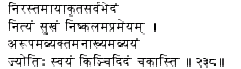 निरस्तमायाकृतसर्वभेदं
नित्यं सुखं निष्कलमप्रमेयम् ।
अरूपमव्यक्तमनाख्यमव्ययं
ज्योतिः स्वयं किञ्चिदिदं चकास्ति ॥ २३८॥